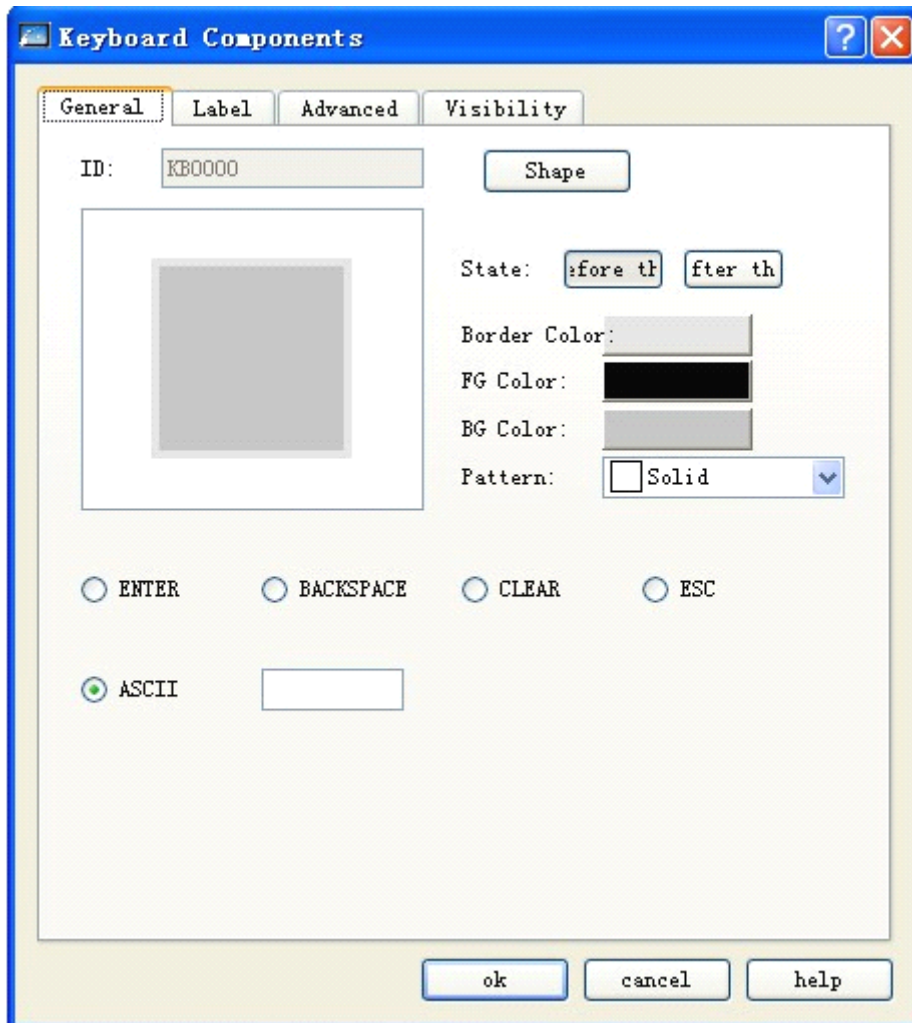 Keyboard Components
General Label Advanced Visibility
ID: KB0000 Shape
State: efore th fter th
Border Color:
FG Color:
BG Color:
Pattern: Solid
ENTER BACKSPACE CLEAR ESC
ASCII
ok cancel help